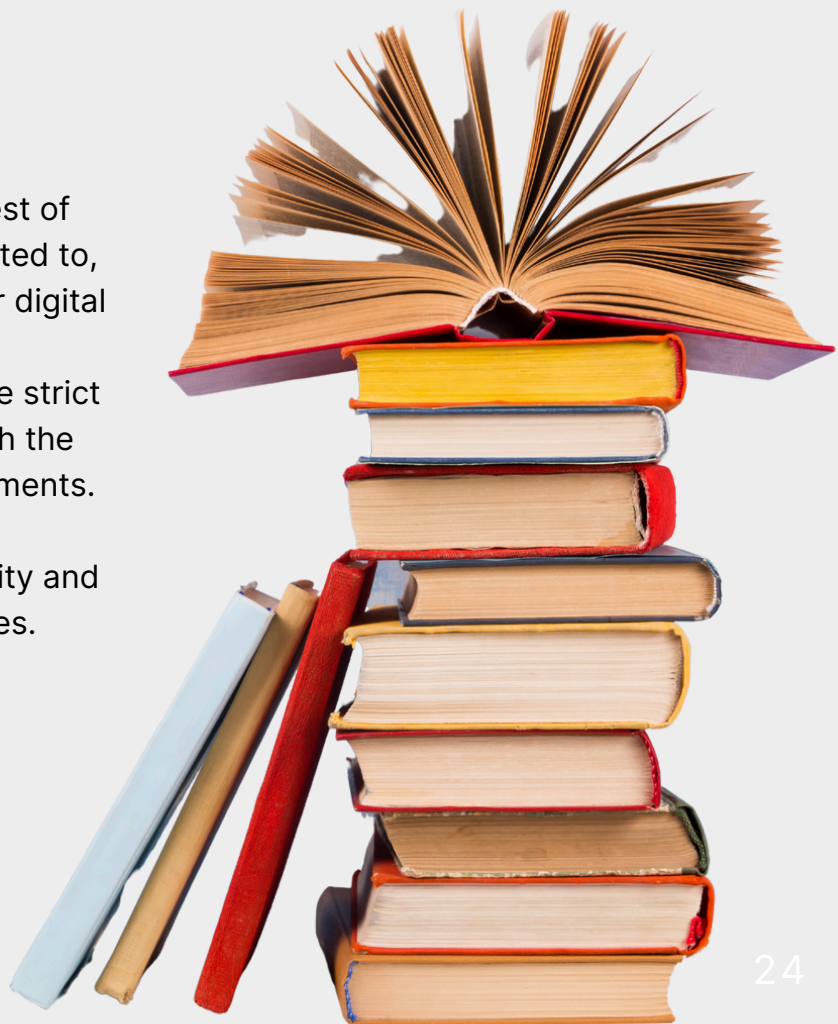 est of
ted to,
r digital
e strict
h the
ments.
ity and
es.
24